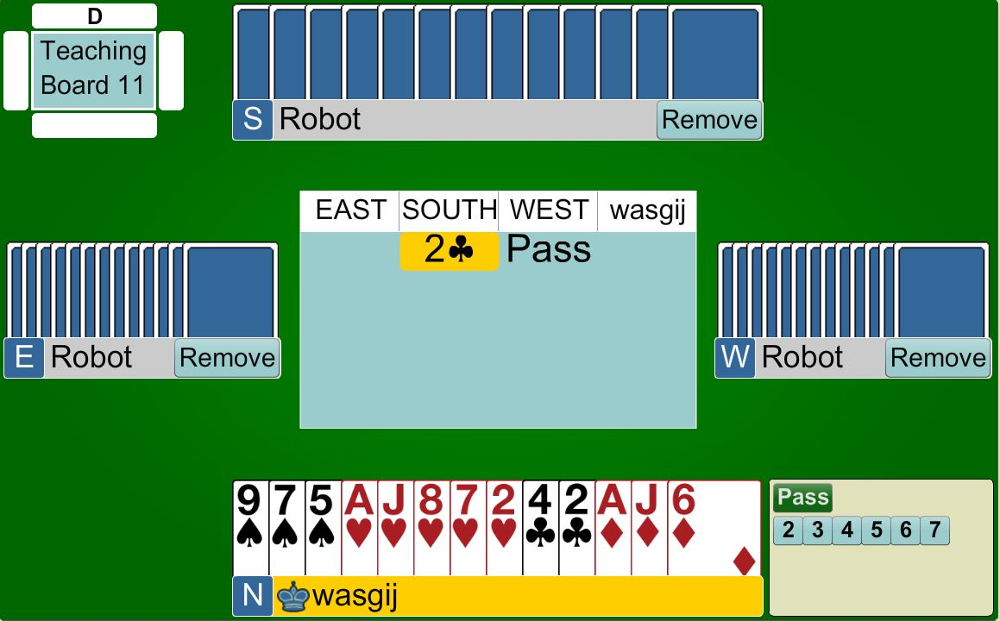 D
Teaching
Board 11
S Robot Remove
EAST SOUTH WEST wasgij
2♣ Pass
E Robot Remove
W Robot Remove
9♠ 7♠ 5♠ A♥ J♥ 8♥ 7♥ 2♥ 4♣ 2♣ A♦ J♦ 6♦
N wasgij
Pass
2 3 4 5 6 7